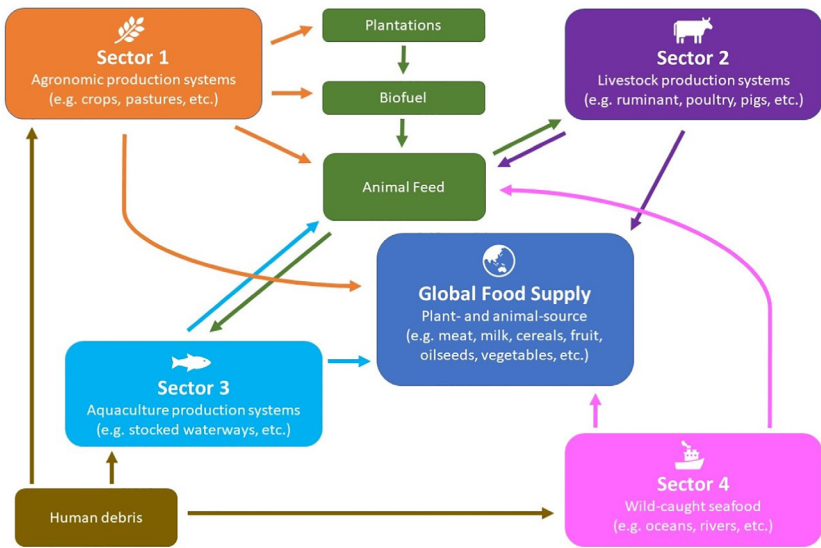 Sector 1
Agronomic production systems
(e.g. crops, pastures, etc.)
Plantations
Biofuel
Animal Feed
Sector 2
Livestock production systems
(e.g. ruminant, poultry, pigs, etc.)
Global Food Supply
Plant- and animal-source
(e.g. meat, milk, cereals, fruit,
oilseeds, vegetables, etc.)
Sector 3
Aquaculture production systems
(e.g. stocked waterways, etc.)
Human debris
Sector 4
Wild-caught seafood
(e.g. oceans, rivers, etc.)